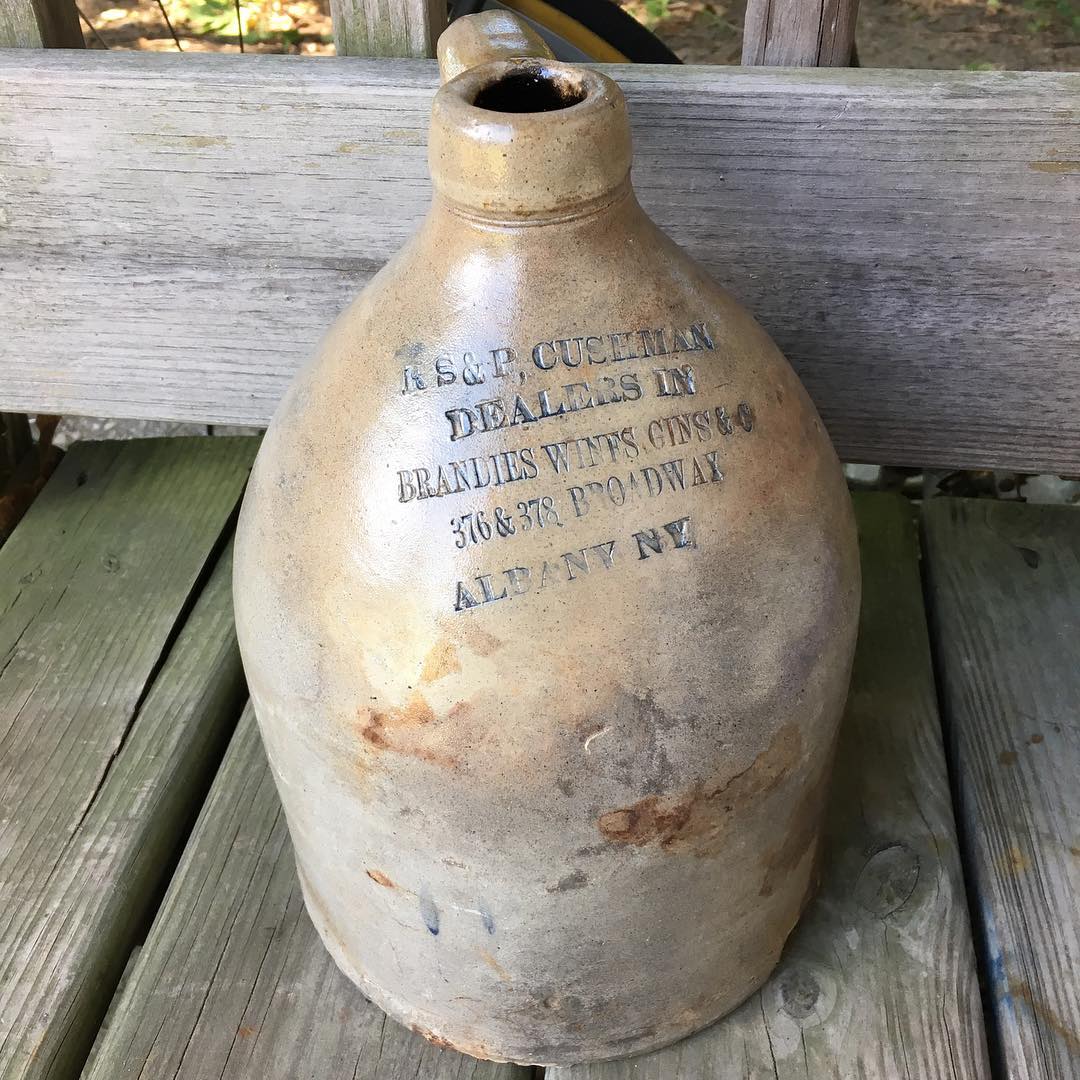 R S & P, CUSHMAN
DEALERS IN
BRANDIES WINES, GINS & C
376 & 378 BROADWAY
ALBANY NY